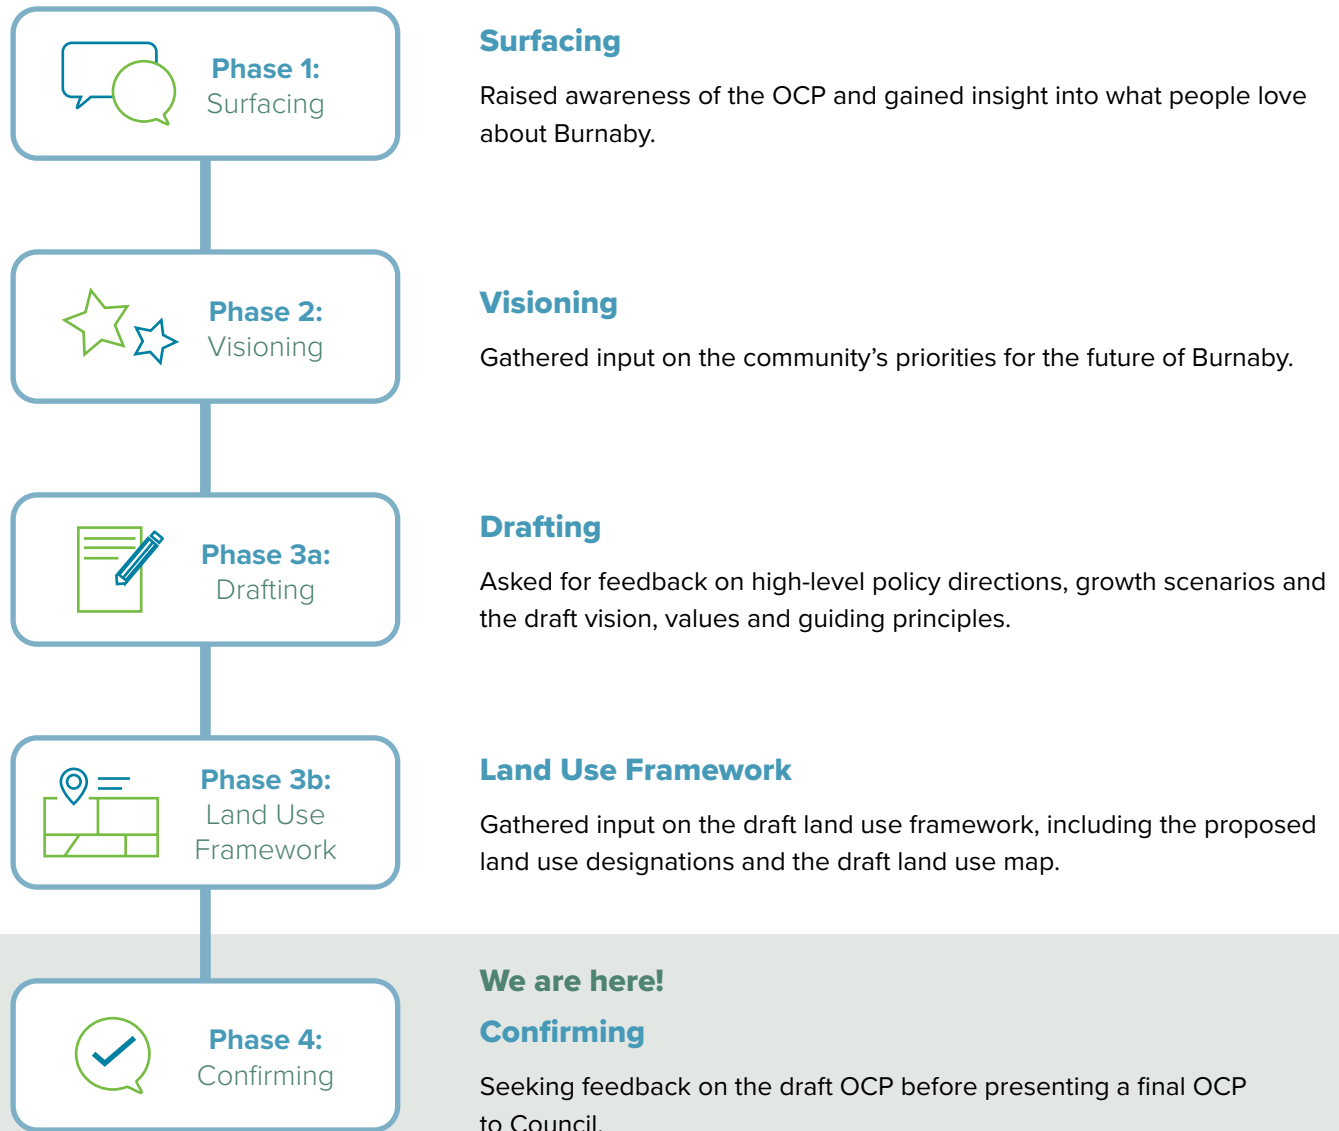 Phase 1:
Surfacing
Surfacing
Raised awareness of the OCP and gained insight into what people love
about Burnaby.
Phase 2:
Visioning
Visioning
Gathered input on the community’s priorities for the future of Burnaby.
Phase 3a:
Drafting
Drafting
Asked for feedback on high-level policy directions, growth scenarios and
the draft vision, values and guiding principles.
Phase 3b:
Land Use
Framework
Land Use Framework
Gathered input on the draft land use framework, including the proposed
land use designations and the draft land use map.
Phase 4:
Confirming
We are here!
Confirming
Seeking feedback on the draft OCP before presenting a final OCP
to Council.